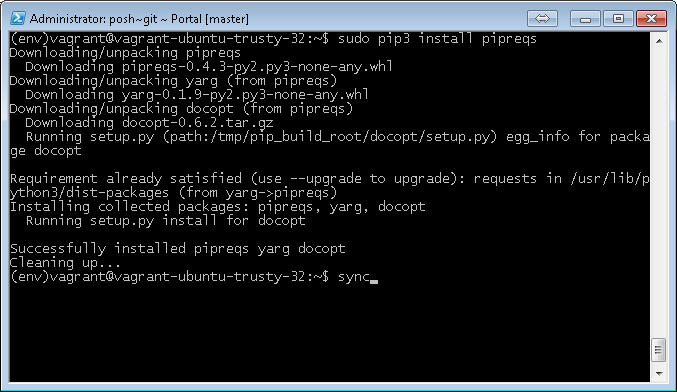 Administrator: posh~git ~ Portal [master]
(env)vagrant@vagrant-ubuntu-trusty-32:~$ sudo pip3 install pipreqs
Downloading/unpacking pipreqs
  Downloading pipreqs-0.4.3-py2.py3-none-any.whl
Downloading/unpacking yarg (from pipreqs)
  Downloading yarg-0.1.9-py2.py3-none-any.whl
Downloading/unpacking docopt (from pipreqs)
  Downloading docopt-0.6.2.tar.gz
  Running setup.py (path:/tmp/pip_build_root/docopt/setup.py) egg_info for packa
ge docopt

Requirement already satisfied (use --upgrade to upgrade): requests in /usr/lib/p
ython3/dist-packages (from yarg->pipreqs)
Installing collected packages: pipreqs, yarg, docopt
  Running setup.py install for docopt

Successfully installed pipreqs yarg docopt
Cleaning up...
(env)vagrant@vagrant-ubuntu-trusty-32:~$ sync